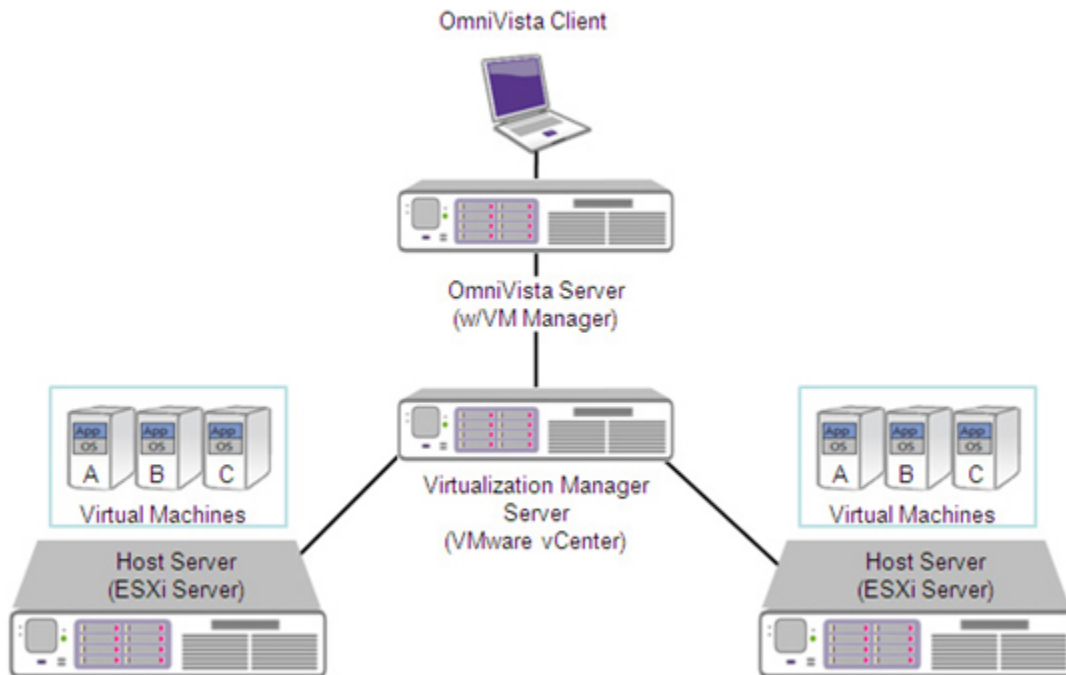 OmniVista Client
OmniVista Server
(w/VM Manager)
App
OS
A
App
OS
B
App
OS
C
Virtual Machines
Host Server
(ESXi Server)
Virtualization Manager
Server
(VMware vCenter)
App
OS
A
App
OS
B
App
OS
C
Virtual Machines
Host Server
(ESXi Server)